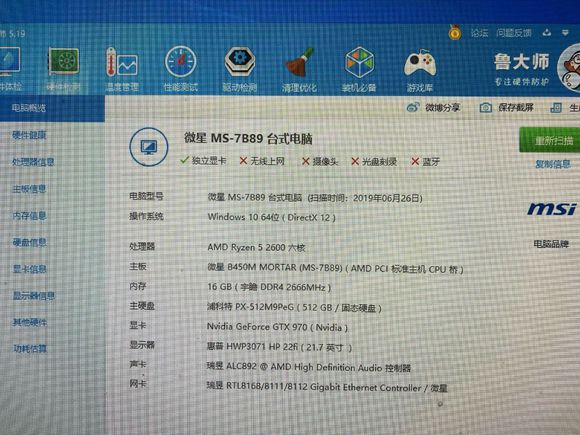 师 5.19
论坛 问题反馈
件体检 硬件检测 温度管理 性能测试 驱动检测 清理优化 装机必备 游戏库
鲁大师
专注硬件防护
电脑概览
硬件健康
处理器信息
主板信息
内存信息
硬盘信息
显卡信息
显示器信息
其他硬件
功耗估算
微博分享 保存截屏 生
微星 MS-7B89 台式电脑
独立显卡 无线上网 摄像头 光盘刻录 蓝牙
重新扫描
复制信息
电脑型号 微星 MS-7B89 台式电脑 (扫描时间：2019年06月26日)
操作系统 Windows 10 64位 ( DirectX 12 )
处理器 AMD Ryzen 5 2600 六核
主板 微星 B450M MORTAR (MS-7B89) ( AMD PCI 标准主机 CPU 桥 )
内存 16 GB ( 宇瞻 DDR4 2666MHz )
主硬盘 浦科特 PX-512M9PeG ( 512 GB / 固态硬盘 )
显卡 Nvidia GeForce GTX 970 ( Nvidia )
显示器 惠普 HWP3071 HP 22fi ( 21.7 英寸 )
声卡 瑞昱 ALC892 @ AMD High Definition Audio 控制器
网卡 瑞昱 RTL8168/8111/8112 Gigabit Ethernet Controller / 微星
msi
电脑品牌